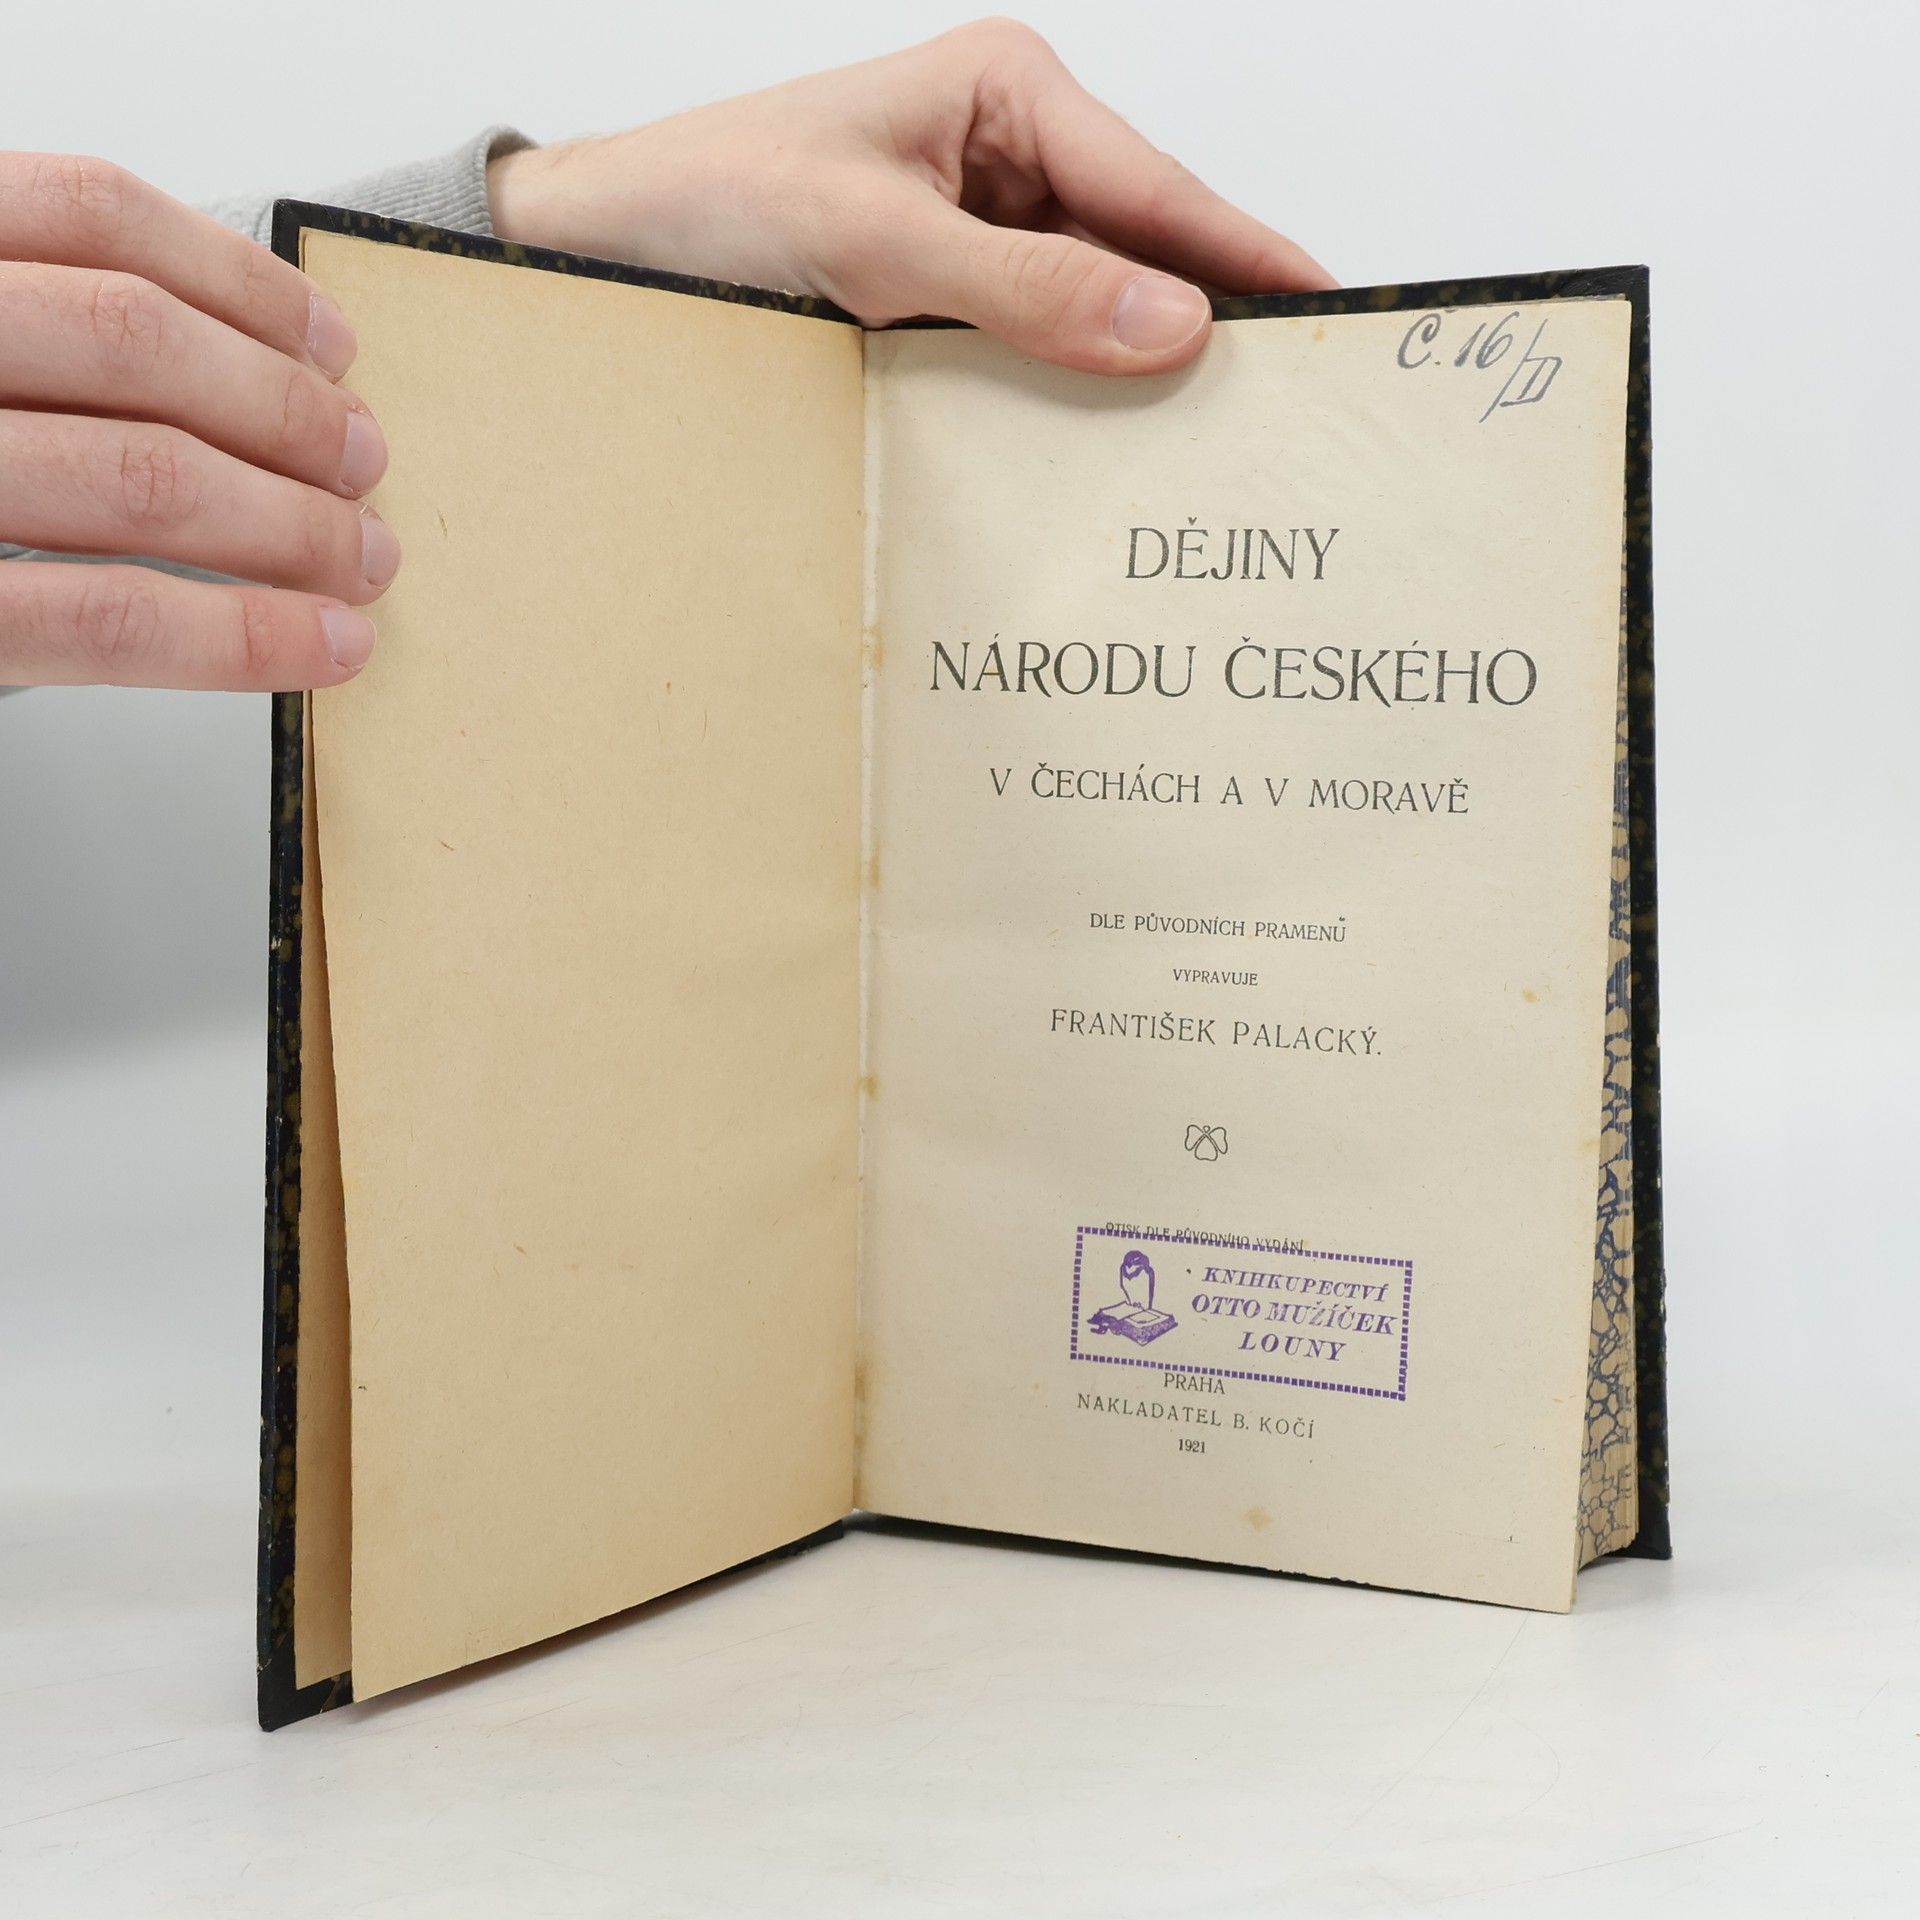 Č. 16/II
DĚJINY
NÁRODU ČESKÉHO
V ČECHÁCH A V MORAVĚ
DLE PŮVODNÍCH PRAMENŮ
VYPRAVUJE
FRANTIŠEK PALACKÝ.
OTISK DLE PŮVODNÍHO VYDÁNÍ
KNIHKUPECTVÍ
OTTO MUŽÍČEK
LOUNY
PRAHA
NAKLADATEL B. KOČÍ
1921